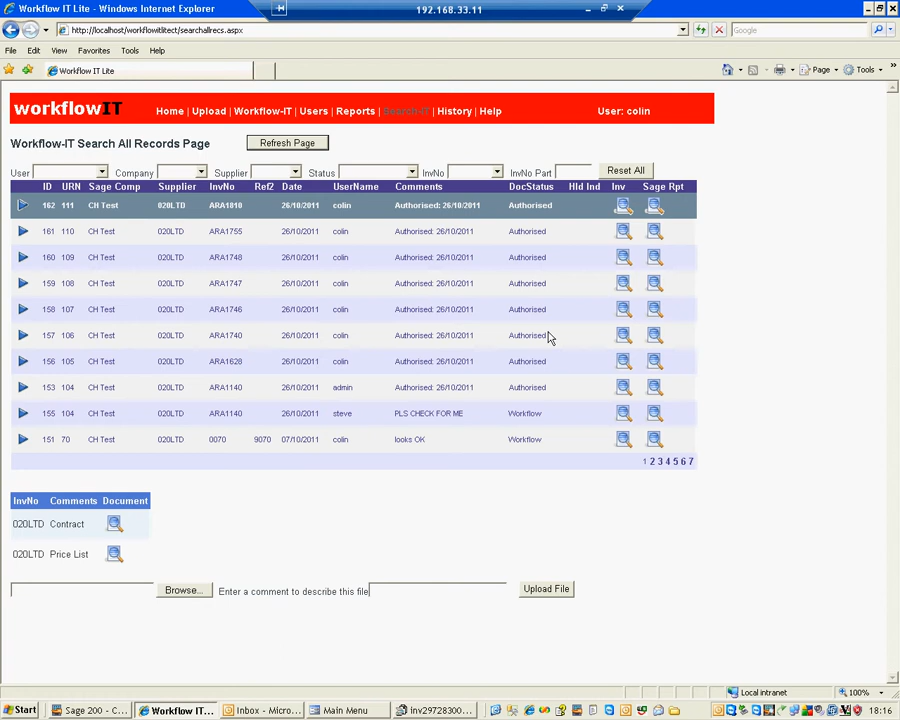 Workflow IT Lite - Windows Internet Explorer
192.168.33.11
http://localhost/workflowitlitect/searchallrecs.aspx
Google
File Edit View Favorites Tools Help
Workflow IT Lite
Page Tools
workflowIT Home | Upload | Workflow-IT | Users | Reports | Search-IT | History | Help User: colin
Workflow-IT Search All Records Page Refresh Page
User Company Supplier Status InvNo InvNo Part Reset All
ID URN Sage Comp Supplier InvNo Ref2 Date UserName Comments DocStatus Hld Ind Inv Sage Rpt
162 111 CH Test 020LTD ARA1810 26/10/2011 colin Authorised: 26/10/2011 Authorised
161 110 CH Test 020LTD ARA1755 26/10/2011 colin Authorised: 26/10/2011 Authorised
160 109 CH Test 020LTD ARA1748 26/10/2011 colin Authorised: 26/10/2011 Authorised
159 108 CH Test 020LTD ARA1747 26/10/2011 colin Authorised: 26/10/2011 Authorised
158 107 CH Test 020LTD ARA1746 26/10/2011 colin Authorised: 26/10/2011 Authorised
157 106 CH Test 020LTD ARA1740 26/10/2011 colin Authorised: 26/10/2011 Authorised
156 105 CH Test 020LTD ARA1628 26/10/2011 colin Authorised: 26/10/2011 Authorised
153 104 CH Test 020LTD ARA1140 26/10/2011 admin Authorised: 26/10/2011 Authorised
155 104 CH Test 020LTD ARA1140 26/10/2011 steve PLS CHECK FOR ME Workflow
151 70 CH Test 020LTD 0070 9070 07/10/2011 colin looks OK Workflow
1 2 3 4 5 6 7
InvNo Comments Document
020LTD Contract
020LTD Price List
Browse... Enter a comment to describe this file Upload File
Local intranet 100%
Start Sage 200 - C... Workflow IT... Inbox - Micro... Main Menu inv29728300... 18:16